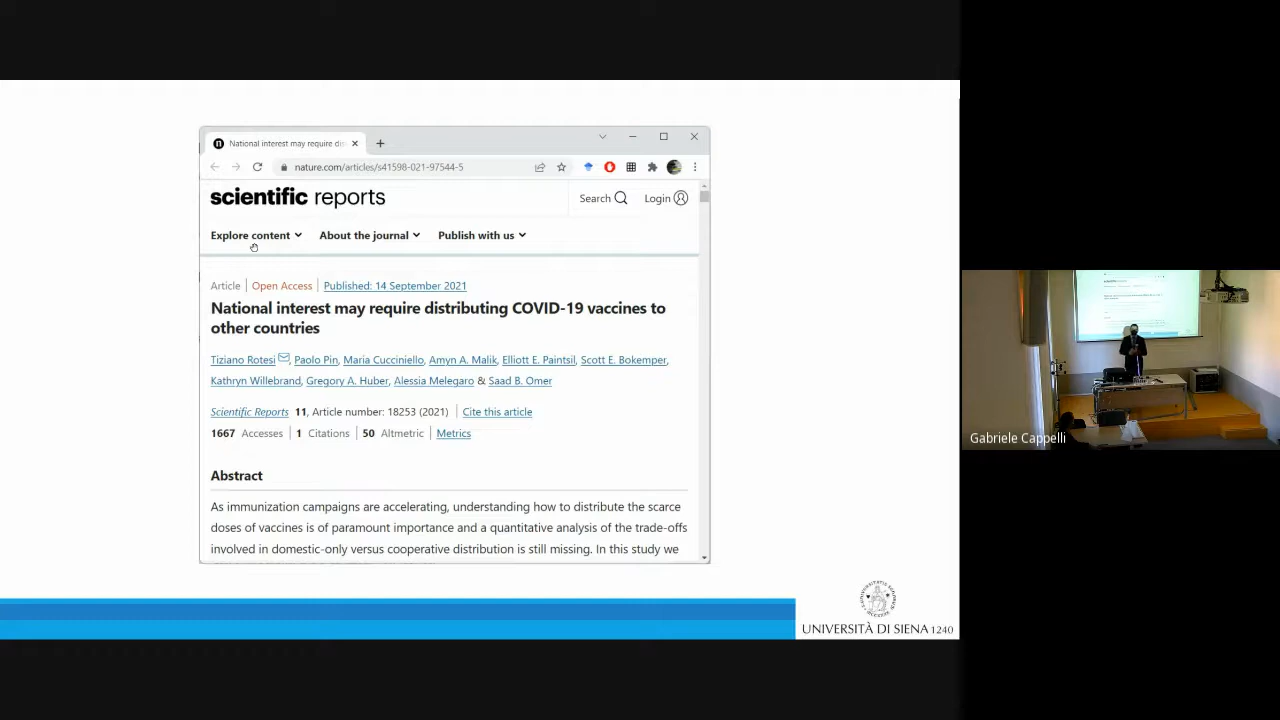 National interest may require dis
nature.com/articles/s41598-021-97544-5
scientific reports
Search
Login
Explore content
About the journal
Publish with us
Article
Open Access
Published: 14 September 2021
National interest may require distributing COVID-19 vaccines to
other countries
Tiziano Rotesi, Paolo Pin, Maria Cucciniello, Amyn A. Malik, Elliott E. Paintsil, Scott E. Bokemper,
Kathryn Willebrand, Gregory A. Huber, Alessia Melegaro & Saad B. Omer
Scientific Reports 11, Article number: 18253 (2021) Cite this article
1667 Accesses 1 Citations 50 Altmetric Metrics
Abstract
As immunization campaigns are accelerating, understanding how to distribute the scarce
doses of vaccines is of paramount importance and a quantitative analysis of the trade-offs
involved in domestic-only versus cooperative distribution is still missing. In this study we
UNIVERSITÀ DI SIENA 1240
Gabriele Cappelli